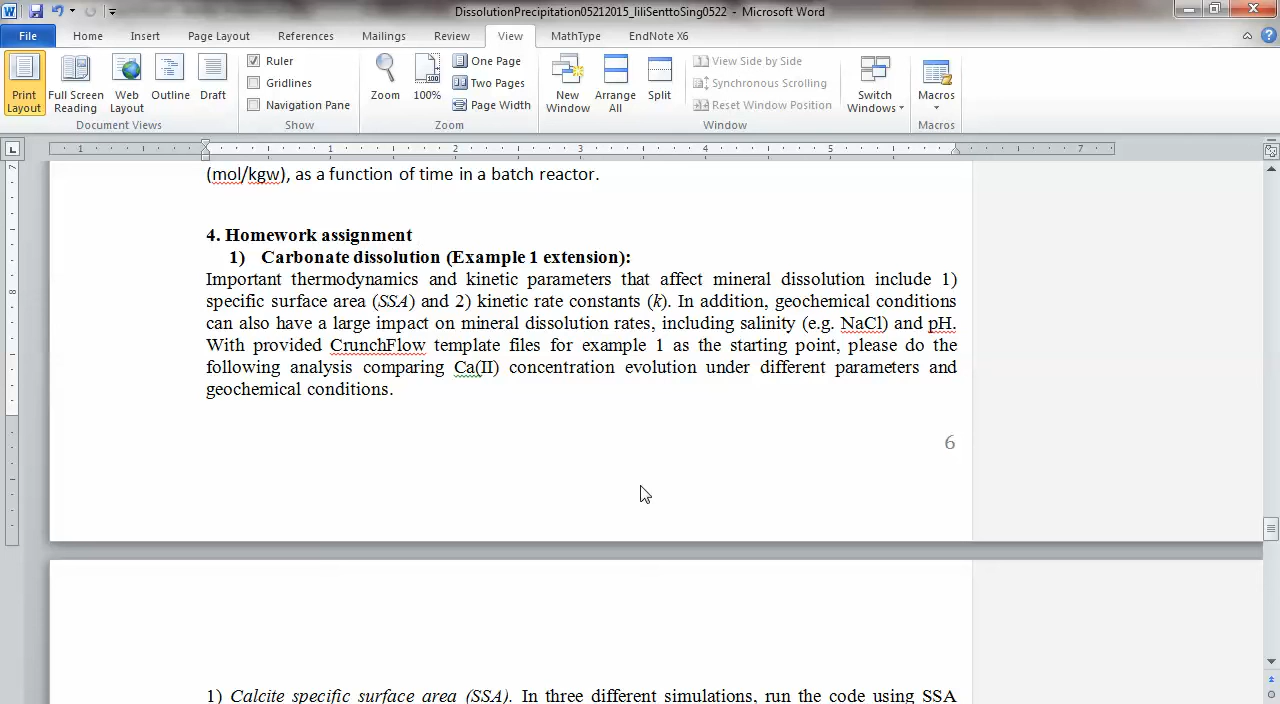 DissolutionPrecipitation05212015_liliSenttoSing0522 - Microsoft Word
File Home Insert Page Layout References Mailings Review View MathType EndNote X6
Print Layout
Full Screen Reading
Web Layout
Outline
Draft
Document Views
Ruler
Gridlines
Navigation Pane
Show
Zoom
100%
One Page
Two Pages
Page Width
Zoom
New Window
Arrange All
Split
View Side by Side
Synchronous Scrolling
Reset Window Position
Window
Switch Windows
Macros
Macros
1 1 2 3 4 5 7
(mol/kgw), as a function of time in a batch reactor.
4. Homework assignment
1) Carbonate dissolution (Example 1 extension):
Important thermodynamics and kinetic parameters that affect mineral dissolution include 1)
specific surface area (SSA) and 2) kinetic rate constants (k). In addition, geochemical conditions
can also have a large impact on mineral dissolution rates, including salinity (e.g. NaCl) and pH.
With provided CrunchFlow template files for example 1 as the starting point, please do the
following analysis comparing Ca(II) concentration evolution under different parameters and
geochemical conditions.
6
1) Calcite specific surface area (SSA). In three different simulations, run the code using SSA